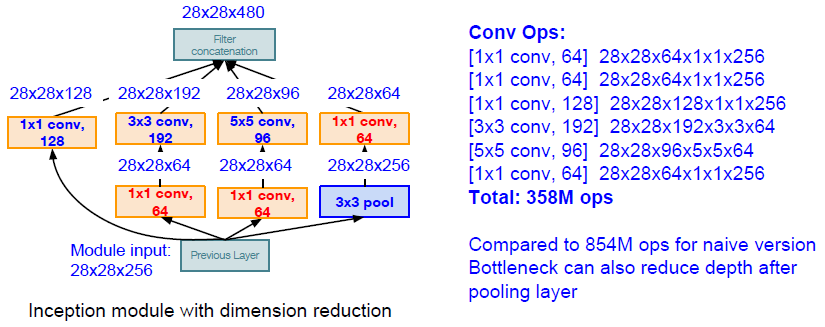 28x28x480
Filter
concatenation
28x28x128
28x28x192
28x28x96
28x28x64
1x1 conv,
128
3x3 conv,
192
5x5 conv,
96
1x1 conv,
64
28x28x64
28x28x64
28x28x256
1x1 conv,
64
1x1 conv,
64
3x3 pool
Module input:
28x28x256
Previous Layer
Inception module with dimension reduction
Conv Ops:
[1x1 conv, 64] 28x28x64x1x1x256
[1x1 conv, 64] 28x28x64x1x1x256
[1x1 conv, 128] 28x28x128x1x1x256
[3x3 conv, 192] 28x28x192x3x3x64
[5x5 conv, 96] 28x28x96x5x5x64
[1x1 conv, 64] 28x28x64x1x1x256
Total: 358M ops
Compared to 854M ops for naive version
Bottleneck can also reduce depth after
pooling layer